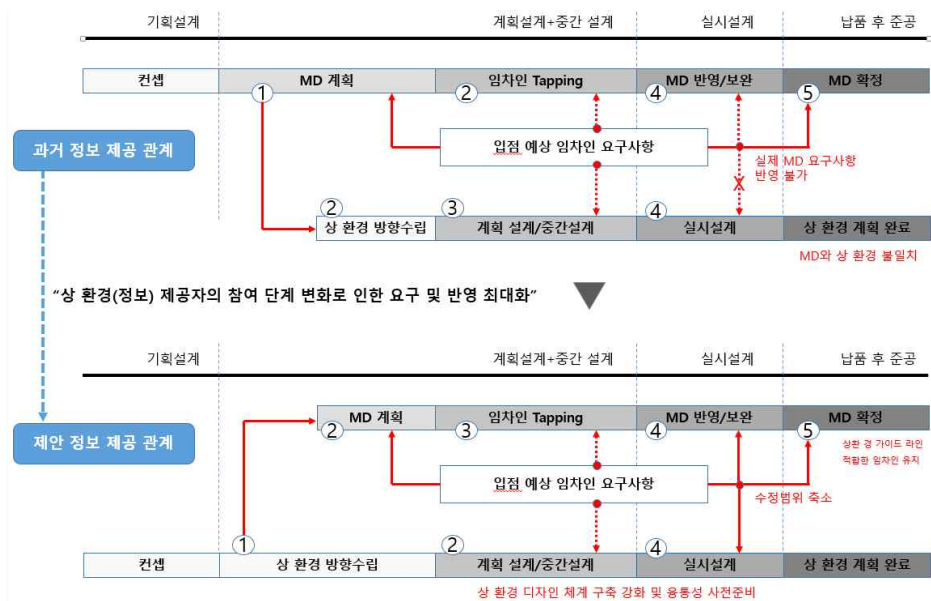 기획설계 계획설계+중간 설계 실시설계 납품 후 준공
컨셉 MD 계획 임차인 Tapping MD 반영/보완 MD 확정
1 2 4 5
과거 정보 제공 관계
입점 예상 임차인 요구사항
실제 MD 요구사항
반영 불가
X
2 3 4
상 환경 방향수립 계획 설계/중간설계 실시설계 상 환경 계획 완료
MD와 상 환경 불일치
“상 환경(정보) 제공자의 참여 단계 변화로 인한 요구 및 반영 최대화”
기획설계 계획설계+중간 설계 실시설계 납품 후 준공
MD 계획 임차인 Tapping MD 반영/보완 MD 확정
2 3 4 5
제안 정보 제공 관계
상환 경 가이드 라인
적합한 임차인 유치
입점 예상 임차인 요구사항
수정범위 축소
1 2 4
컨셉 상 환경 방향수립 계획 설계/중간설계 실시설계 상 환경 계획 완료
상 환경 디자인 체계 구축 강화 및 융통성 사전준비